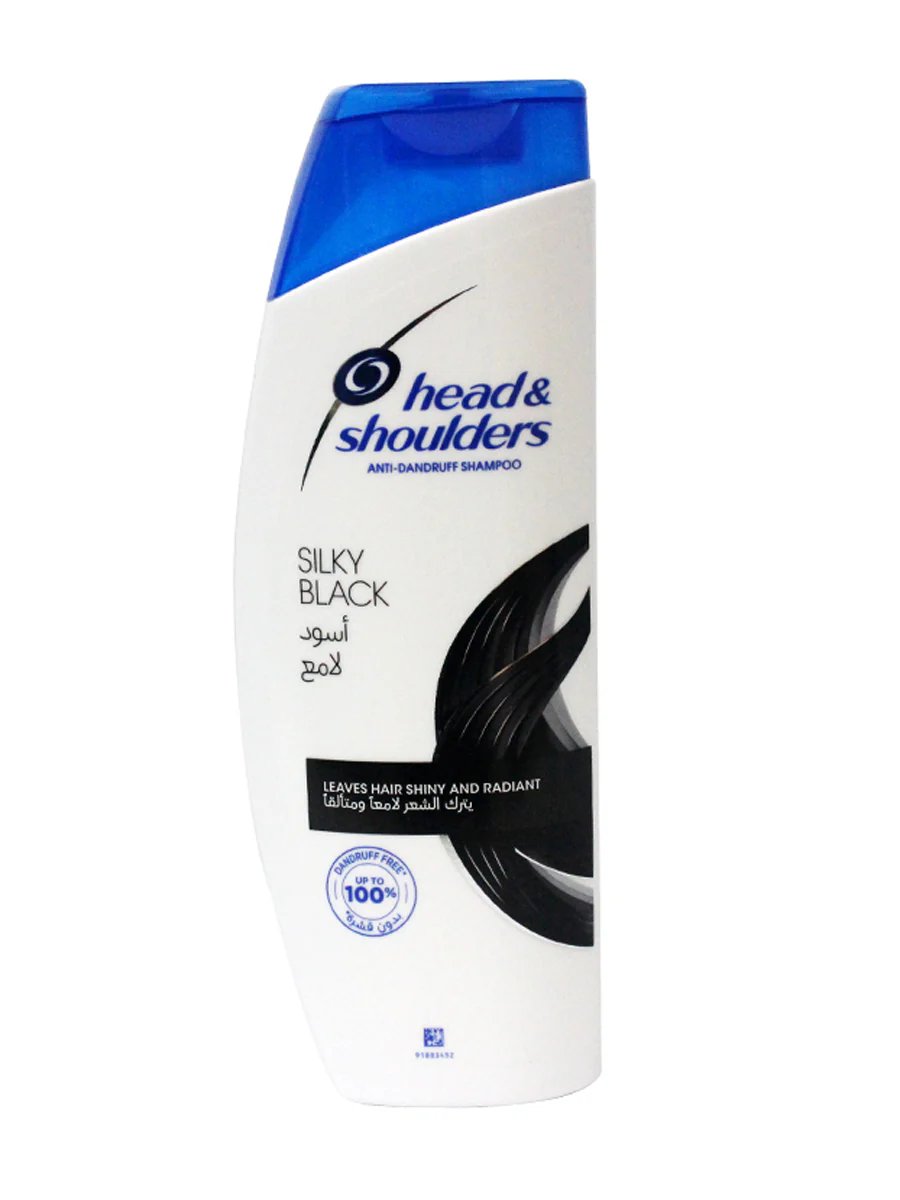 head &
shoulders
ANTI-DANDRUFF SHAMPOO
SILKY
BLACK
أسود
لامع
LEAVES HAIR SHINY AND RADIANT
يترك الشعر لامعاً ومتألقاً
DANDRUFF FREE*
UP TO
100%
بدون قشرة*
91883452